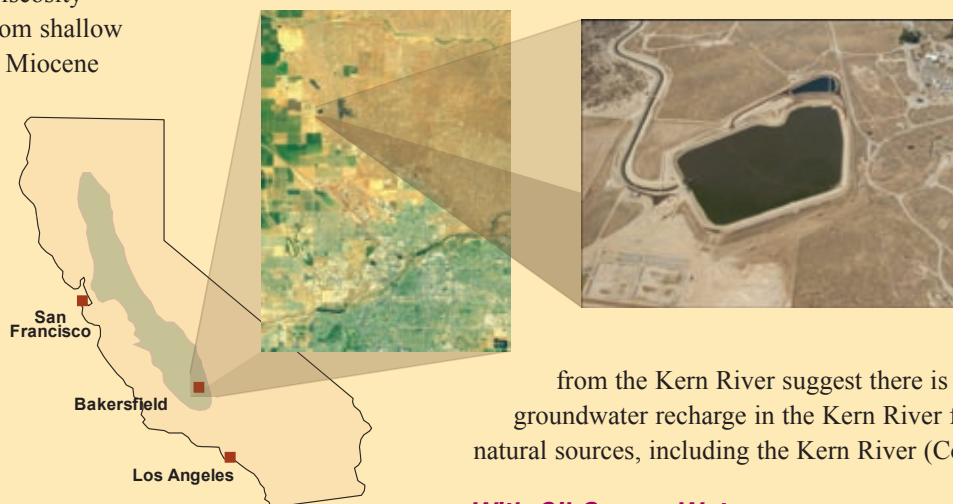 om shallow
Miocene
San
Francisco
Bakersfield
Los Angeles
from the Kern River suggest there is
groundwater recharge in the Kern River f
natural sources, including the Kern River (Co